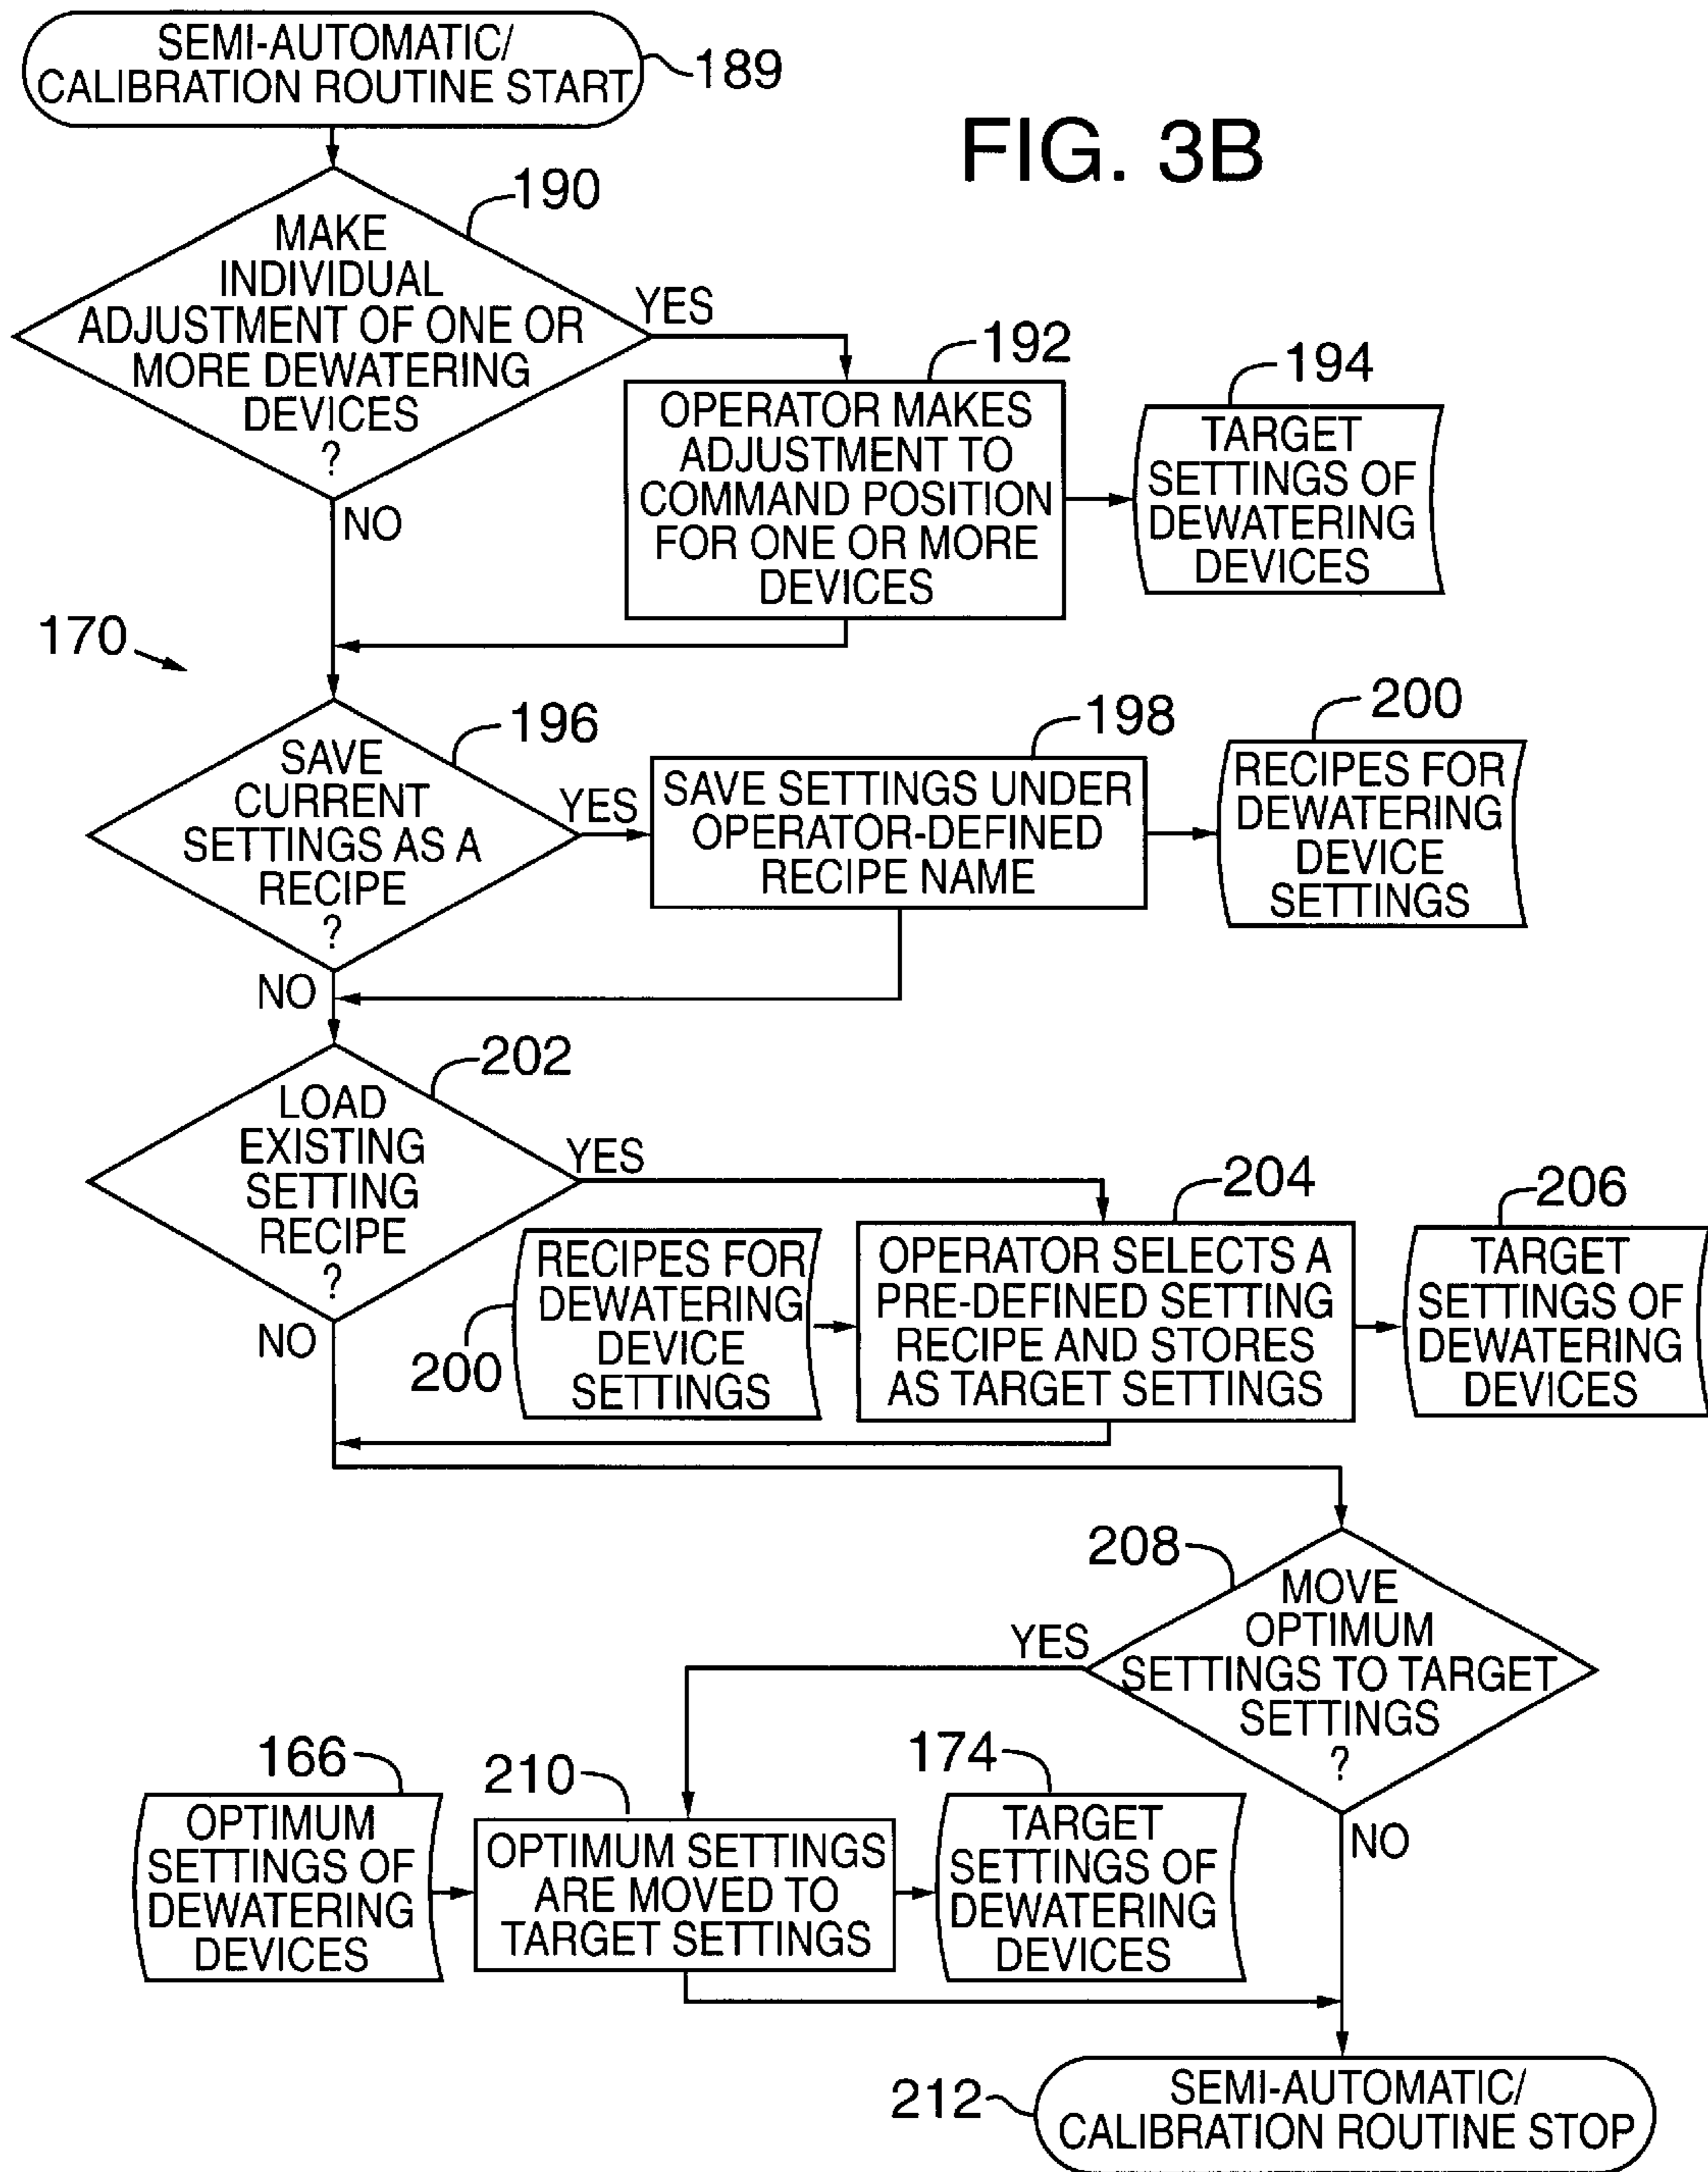 SEMI-AUTOMATIC/
CALIBRATION ROUTINE START
189
FIG. 3B
190
MAKE
INDIVIDUAL
ADJUSTMENT OF ONE OR
MORE DEWATERING
DEVICES
?
YES
NO
192
OPERATOR MAKES
ADJUSTMENT TO
COMMAND POSITION
FOR ONE OR MORE
DEVICES
194
TARGET
SETTINGS OF
DEWATERING
DEVICES
170
196
SAVE
CURRENT
SETTINGS AS A
RECIPE
?
YES
NO
198
SAVE SETTINGS UNDER
OPERATOR-DEFINED
RECIPE NAME
200
RECIPES FOR
DEWATERING
DEVICE
SETTINGS
202
LOAD
EXISTING
SETTING
RECIPE
?
YES
NO
200
RECIPES FOR
DEWATERING
DEVICE
SETTINGS
204
OPERATOR SELECTS A
PRE-DEFINED SETTING
RECIPE AND STORES
AS TARGET SETTINGS
206
TARGET
SETTINGS OF
DEWATERING
DEVICES
208
MOVE
OPTIMUM
SETTINGS TO TARGET
SETTINGS
?
YES
NO
166
OPTIMUM
SETTINGS OF
DEWATERING
DEVICES
210
OPTIMUM SETTINGS
ARE MOVED TO
TARGET SETTINGS
174
TARGET
SETTINGS OF
DEWATERING
DEVICES
212
SEMI-AUTOMATIC/
CALIBRATION ROUTINE STOP